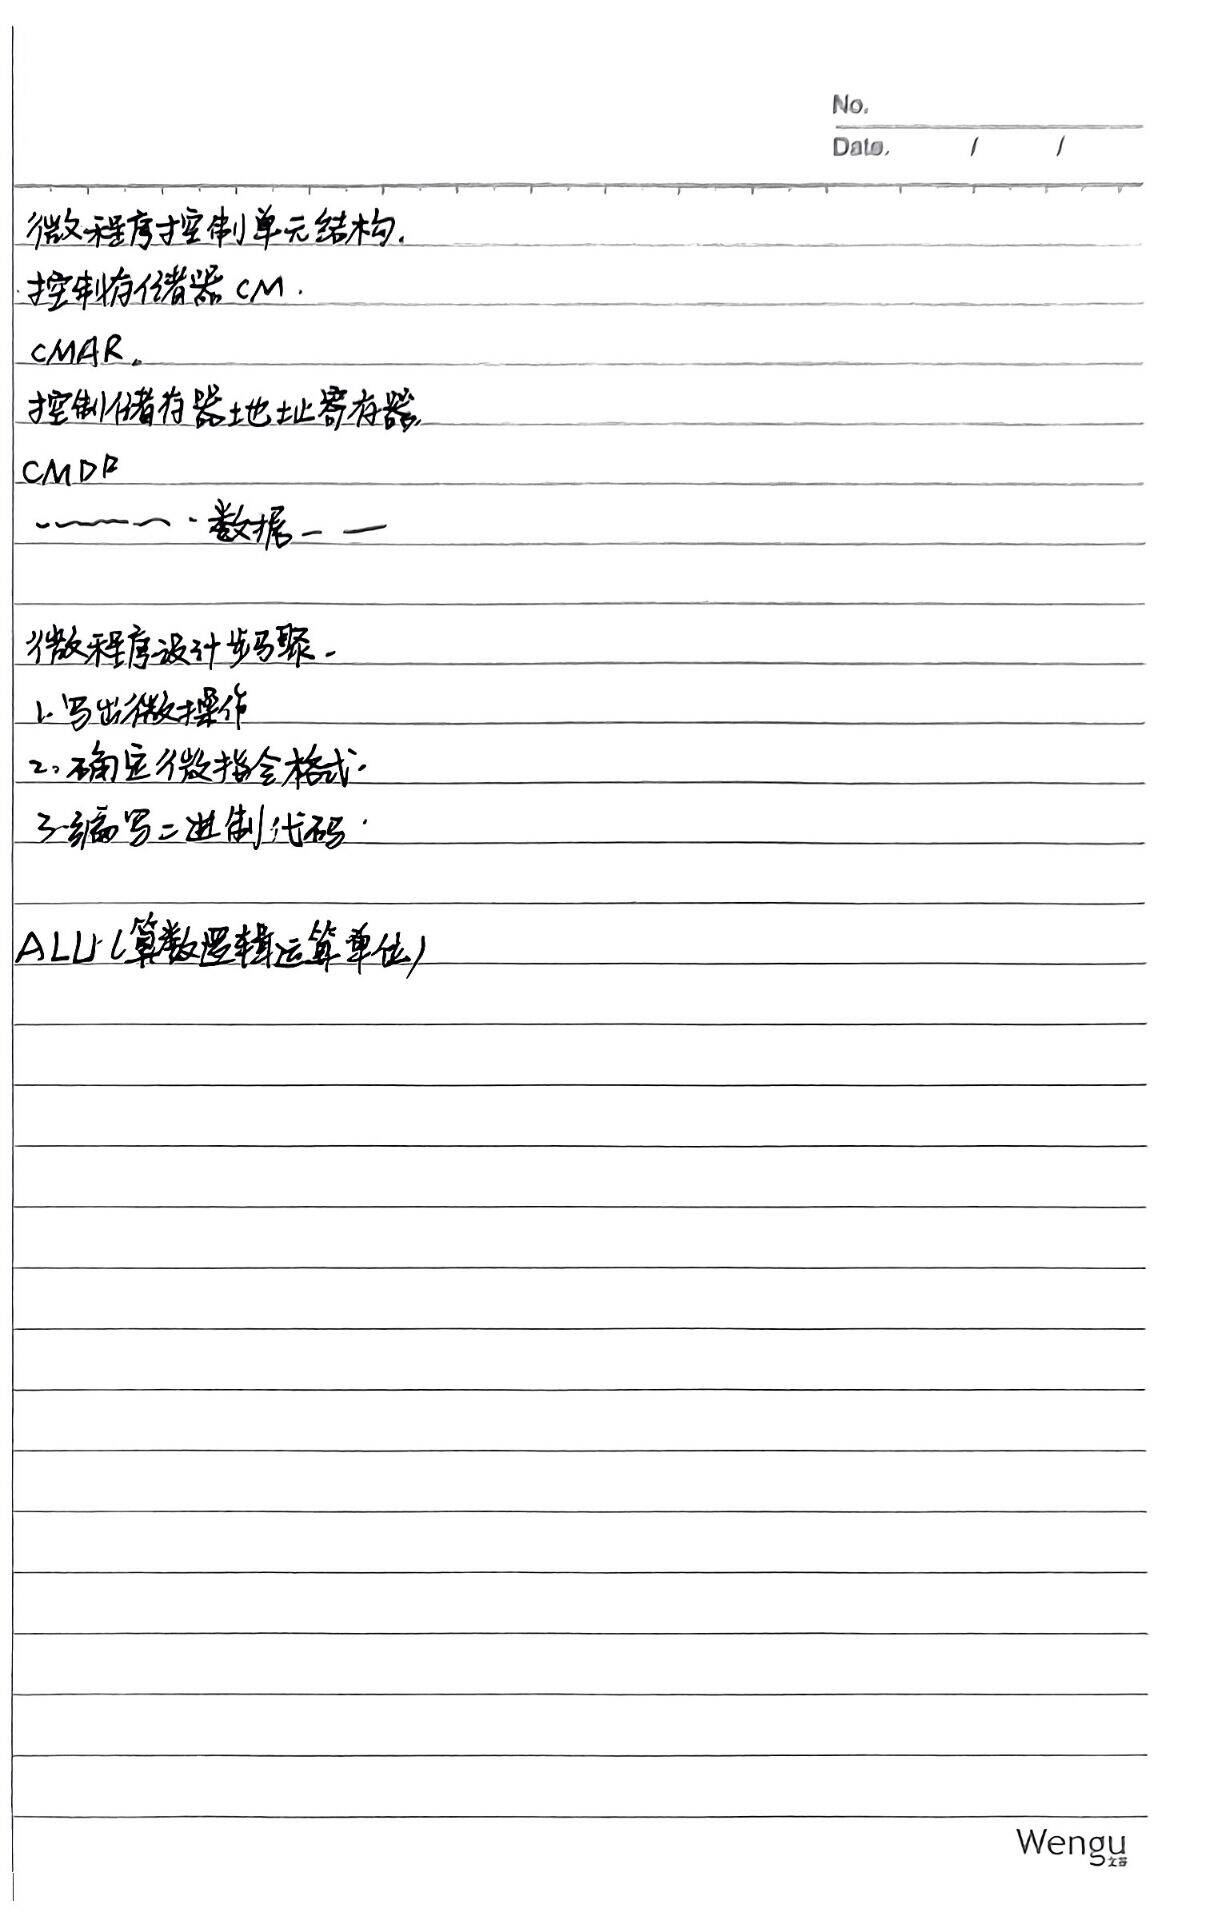 No.
Date. / /
微程序控制单元结构.
控制存储器 CM.
CMAR。
控制储存器地址寄存器.
CMDR
~~~~ · 数据 — —
微程序设计步骤.
1. 写出微操作
2. 确定微指令格式.
3. 编写二进制代码.
ALU(算数逻辑运算单位)
Wengu
文谷